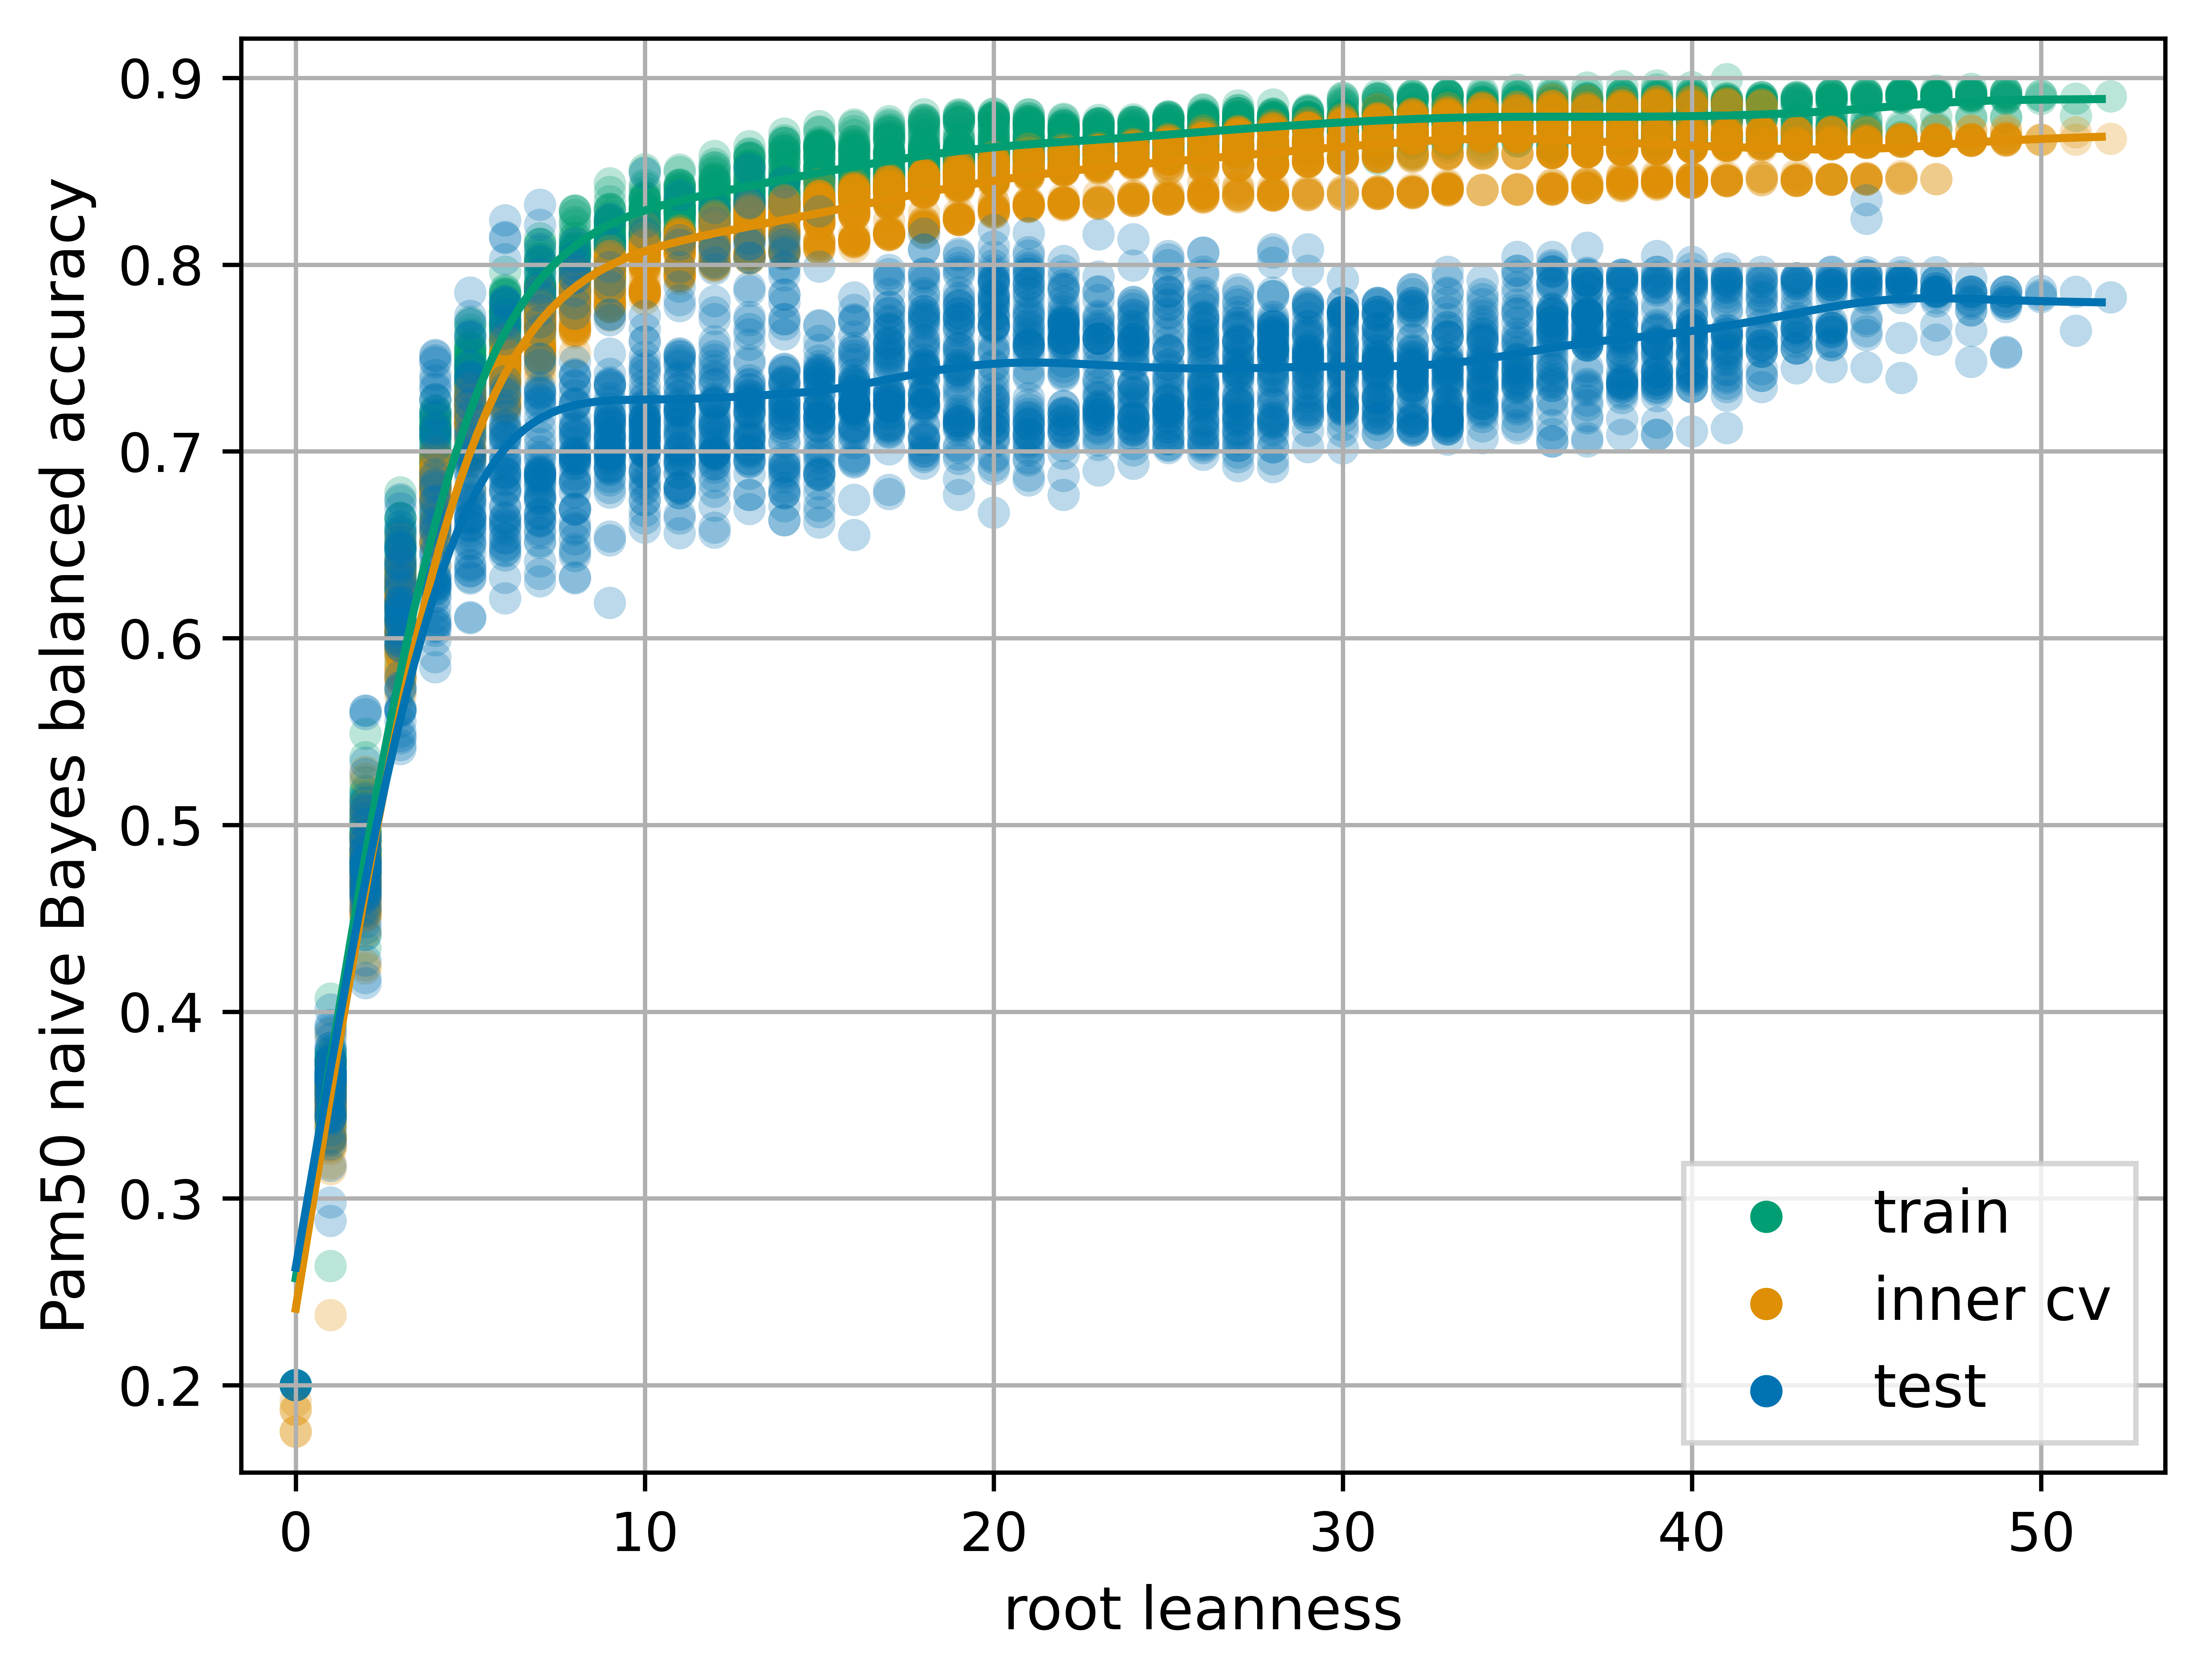 Pam50 naive Bayes balanced accuracy
0.9
0.8
0.7
0.6
0.5
0.4
0.3
0.2
0 10 20 30 40 50
root leanness
train
inner cv
test